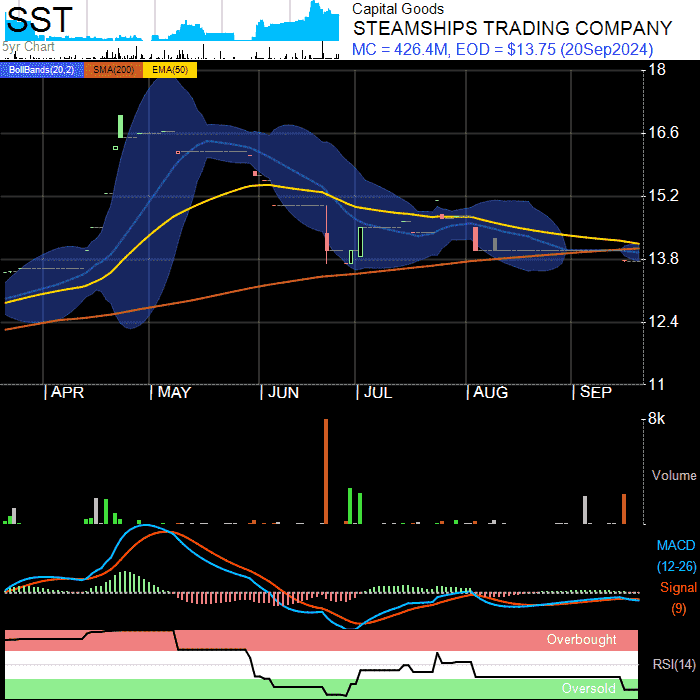 SST
5yr Chart
Capital Goods
STEAMSHIPS TRADING COMPANY
MC = 426.4M, EOD = $13.75 (20Sep2024)
BollBands(20,2) SMA(200) EMA(50)
18
16.6
15.2
13.8
12.4
11
| APR | MAY | JUN | JUL | AUG | SEP
8k
Volume
MACD
(12-26)
Signal
(9)
Overbought
RSI(14)
Oversold